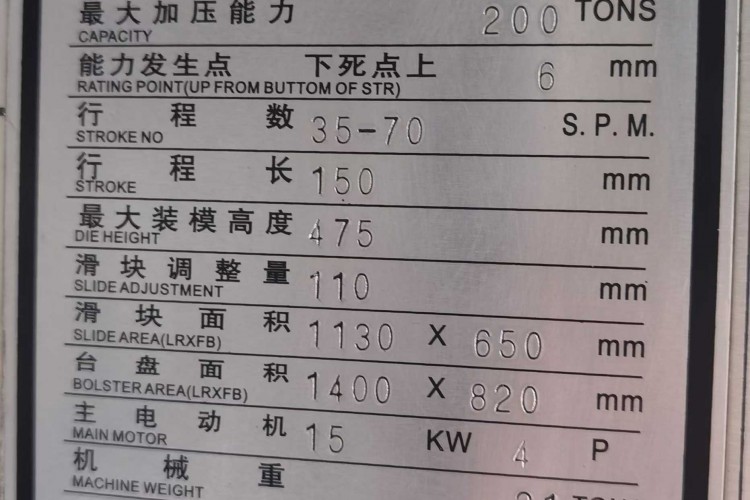 最大加压能力 200 TONS
CAPACITY
能力发生点 下死点上 6 mm
RATING POINT(UP FROM BUTTOM OF STR)
行程数 35-70 S.P.M.
STROKE NO
行程长 150 mm
STROKE
最大装模高度 475 mm
DIE HEIGHT
滑块调整量 110 mm
SLIDE ADJUSTMENT
滑块面积 1130 X 650 mm
SLIDE AREA(LRXFB)
台盘面积 1400 X 820 mm
BOLSTER AREA(LRXFB)
主电动机 15 KW 4 P
MAIN MOTOR
机械重
MACHINE WEIGHT